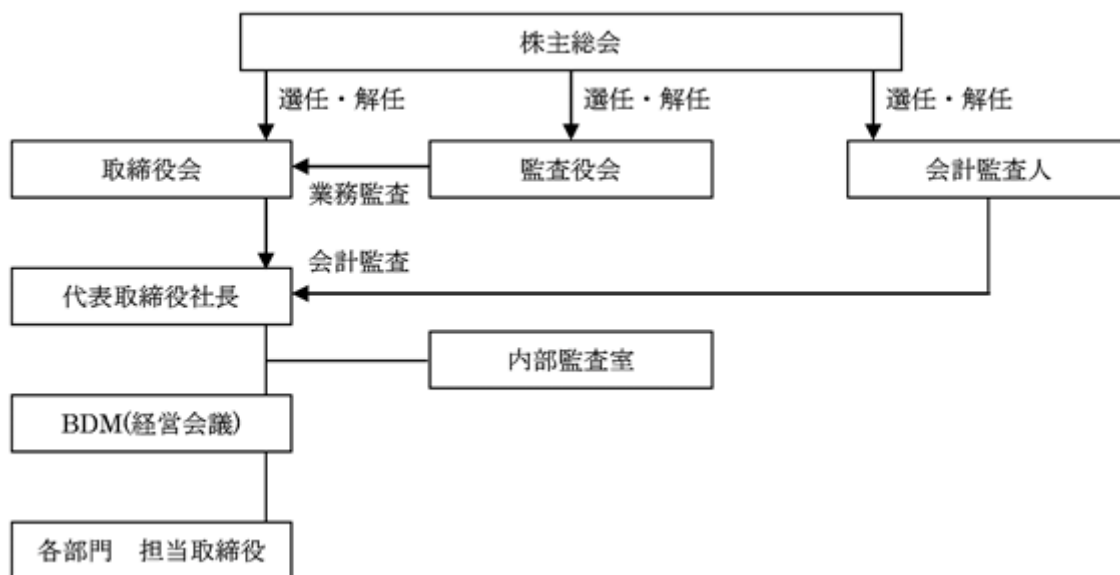 株主総会
選任・解任
選任・解任
選任・解任
取締役会
監査役会
会計監査人
業務監査
会計監査
代表取締役社長
内部監査室
BDM(経営会議)
各部門　担当取締役